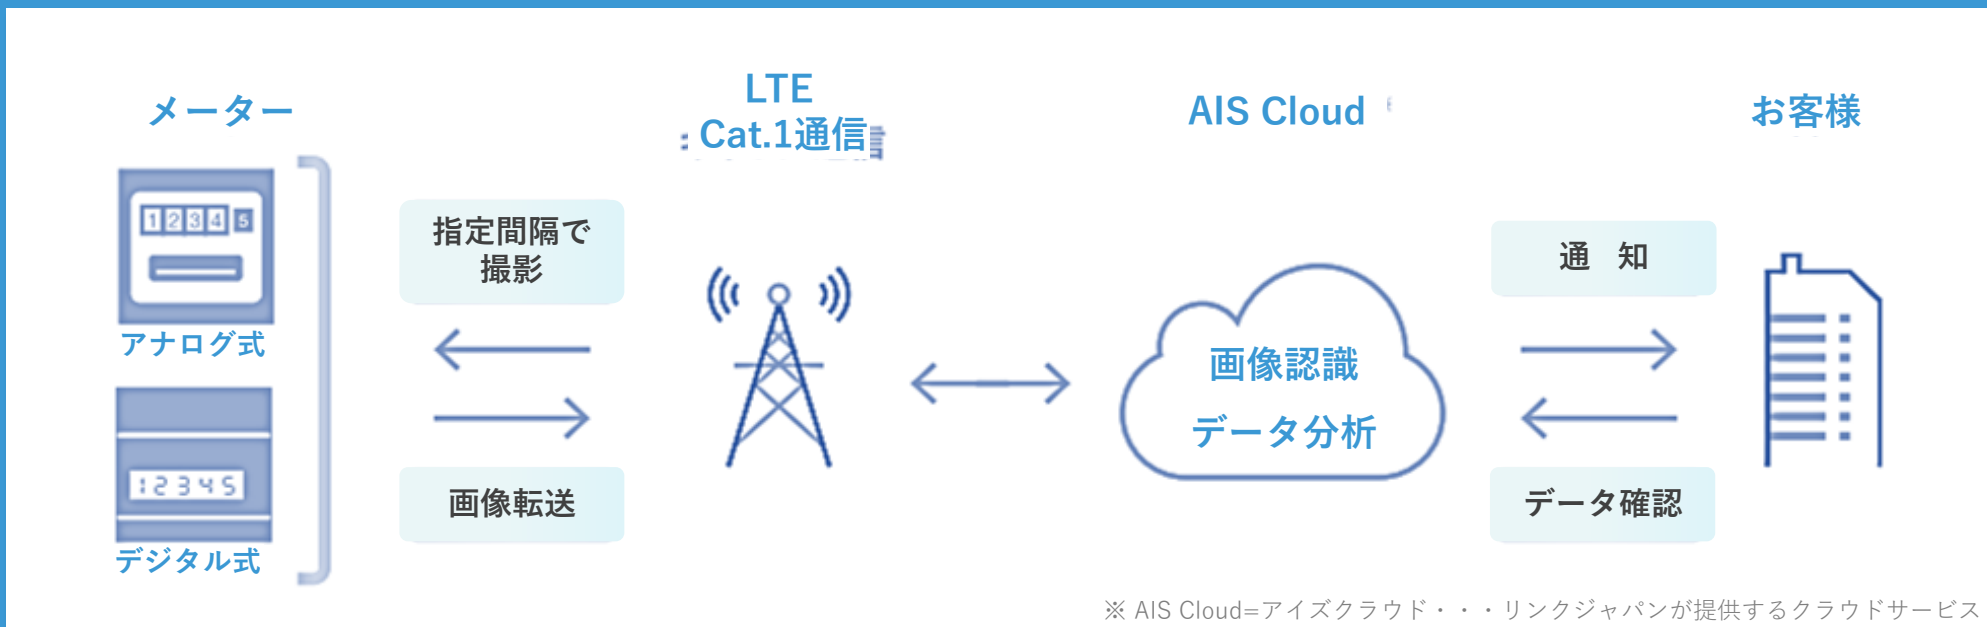 メーター
LTE
Cat.1通信
AIS Cloud
お客様
12345
アナログ式
12345
デジタル式
指定間隔で
撮影
画像転送
画像認識
データ分析
通 知
データ確認
※ AIS Cloud=アイズクラウド・・・リンクジャパンが提供するクラウドサービス